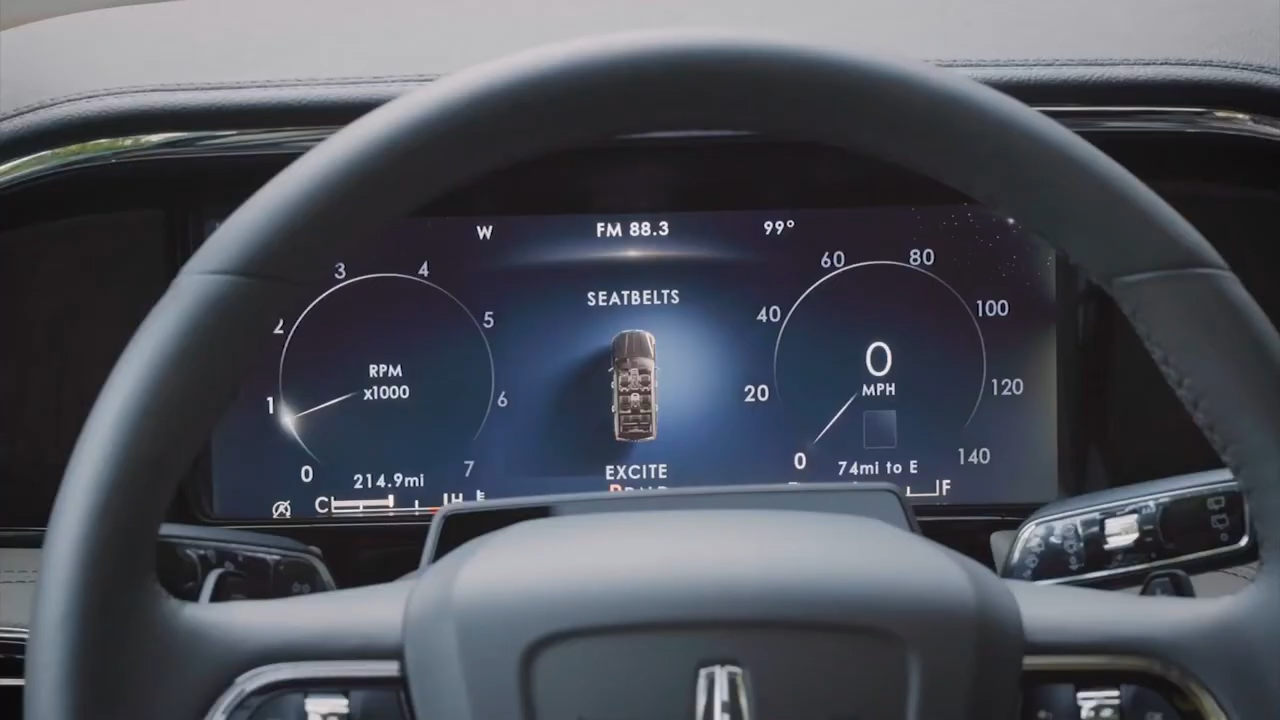 W FM 88.3 99°
SEATBELTS
RPM
x1000
0 1 2 3 4 5 6 7
0
MPH
0 20 40 60 80 100 120 140
EXCITE
214.9mi
74mi to E
C H
F